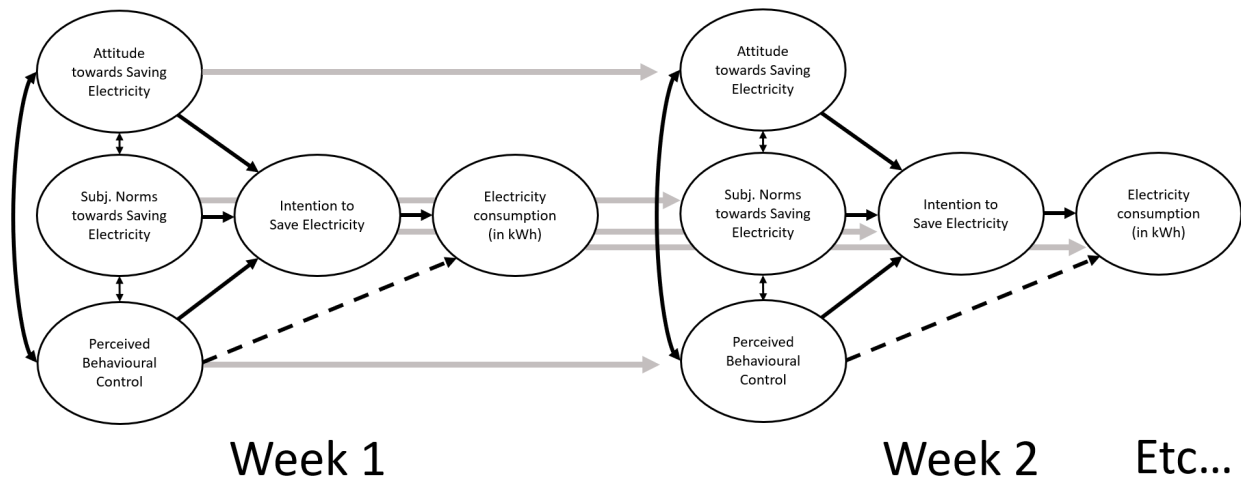 Attitude
towards Saving
Electricity
Subj. Norms
towards Saving
Electricity
Perceived
Behavioural
Control
Intention to
Save Electricity
Electricity
consumption
(in kWh)
Week 1
Attitude
towards Saving
Electricity
Subj. Norms
towards Saving
Electricity
Perceived
Behavioural
Control
Intention to
Save Electricity
Electricity
consumption
(in kWh)
Week 2
Etc...